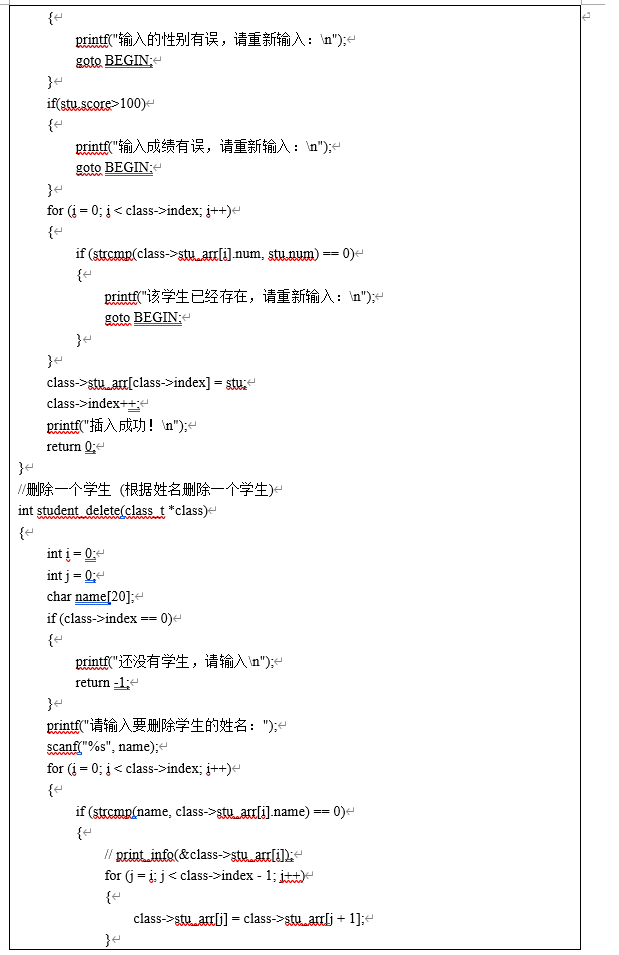 {
printf("输入的性别有误，请重新输入：\n");
goto BEGIN;
}
if(stu.score>100)
{
printf("输入成绩有误，请重新输入：\n");
goto BEGIN;
}
for (i = 0; i < class->index; i++)
{
if (strcmp(class->stu_arr[i].num, stu.num) == 0)
{
printf("该学生已经存在，请重新输入：\n");
goto BEGIN;
}
}
class->stu_arr[class->index] = stu;
class->index++;
printf("插入成功！\n");
return 0;
}
//删除一个学生 (根据姓名删除一个学生)
int student_delete(class_t *class)
{
int i = 0;
int j = 0;
char name[20];
if (class->index == 0)
{
printf("还没有学生，请输入\n");
return -1;
}
printf("请输入要删除学生的姓名：");
scanf("%s", name);
for (i = 0; i < class->index; i++)
{
if (strcmp(name, class->stu_arr[i].name) == 0)
{
// print_info(&class->stu_arr[i]);
for (j = i; j < class->index - 1; j++)
{
class->stu_arr[j] = class->stu_arr[j + 1];
}